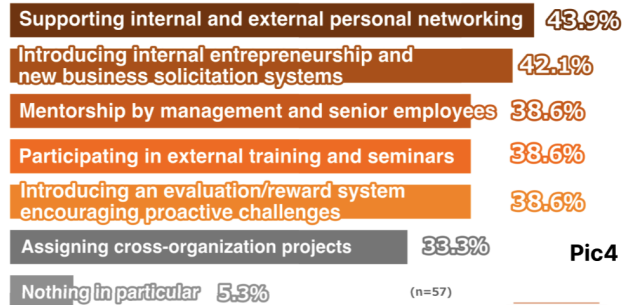 Supporting internal and external personal networking 43.9%
Introducing internal entrepreneurship and
new business solicitation systems 42.1%
Mentorship by management and senior employees 38.6%
Participating in external training and seminars 38.6%
Introducing an evaluation/reward system
encouraging proactive challenges 38.6%
Assigning cross-organization projects 33.3%
Pic4
Nothing in particular 5.3% (n=57)